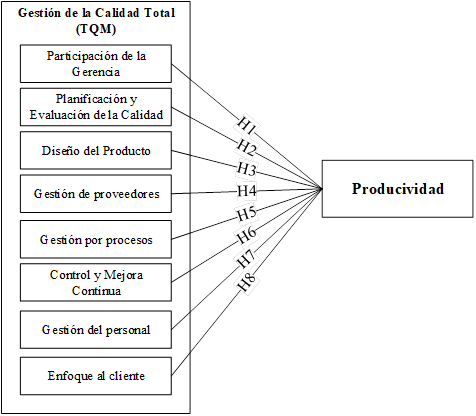 Gestión de la Calidad Total
(TQM)
Participación de la
Gerencia
Planificación y
Evaluación de la Calidad
Diseño del Producto
Gestión de proveedores
Gestión por procesos
Control y Mejora
Continua
Gestión del personal
Enfoque al cliente
H1
H2
H3
H4
H5
H6
H7
H8
Producividad